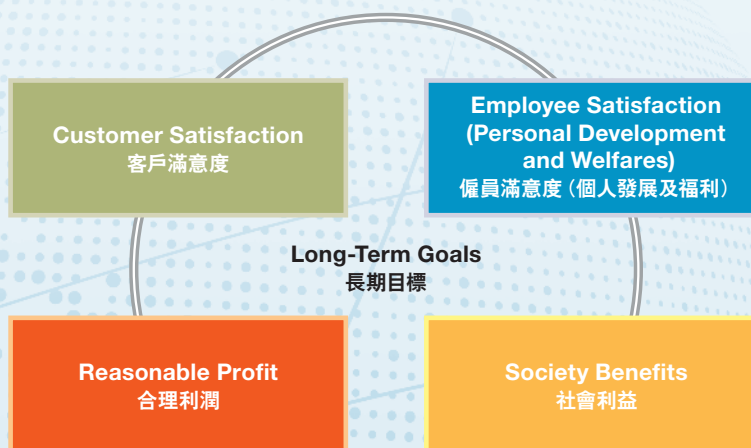 Customer Satisfaction
客戶滿意度
Employee Satisfaction
(Personal Development
and Welfares)
僱員滿意度（個人發展及福利）
Long-Term Goals
長期目標
Reasonable Profit
合理利潤
Society Benefits
社會利益